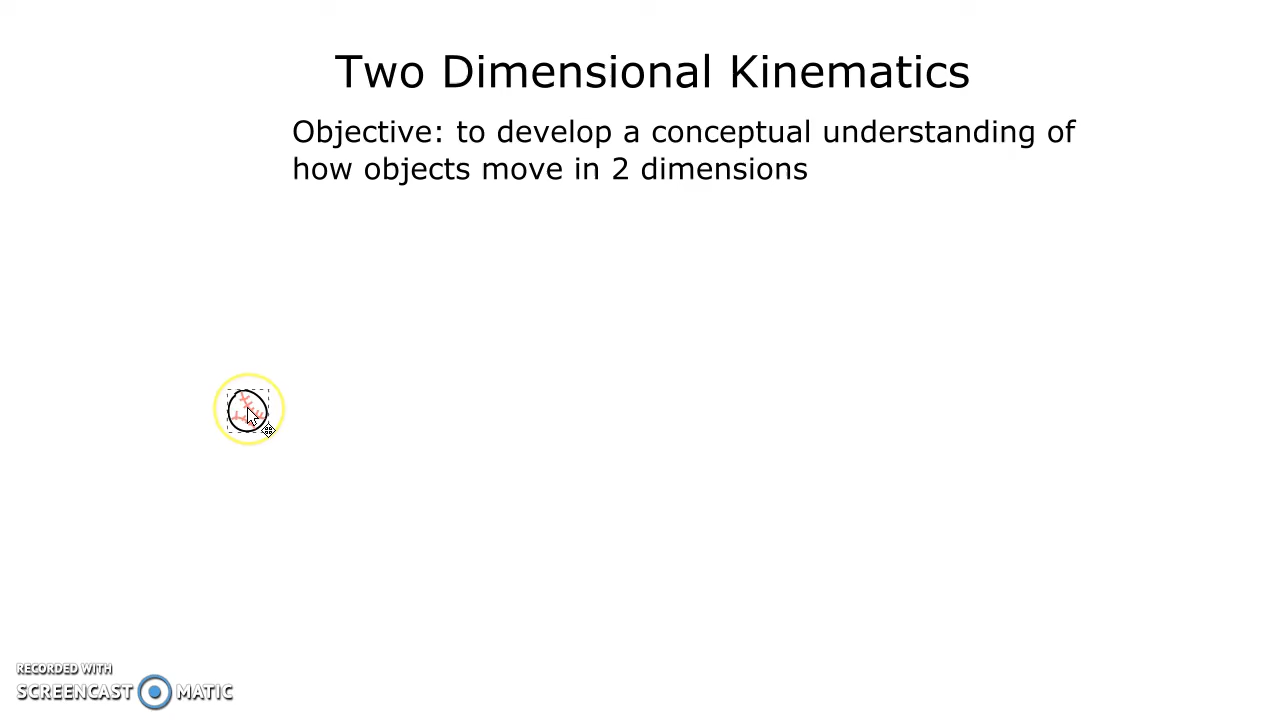 Two Dimensional Kinematics
Objective: to develop a conceptual understanding of
how objects move in 2 dimensions
RECORDED WITH
SCREENCAST MATIC